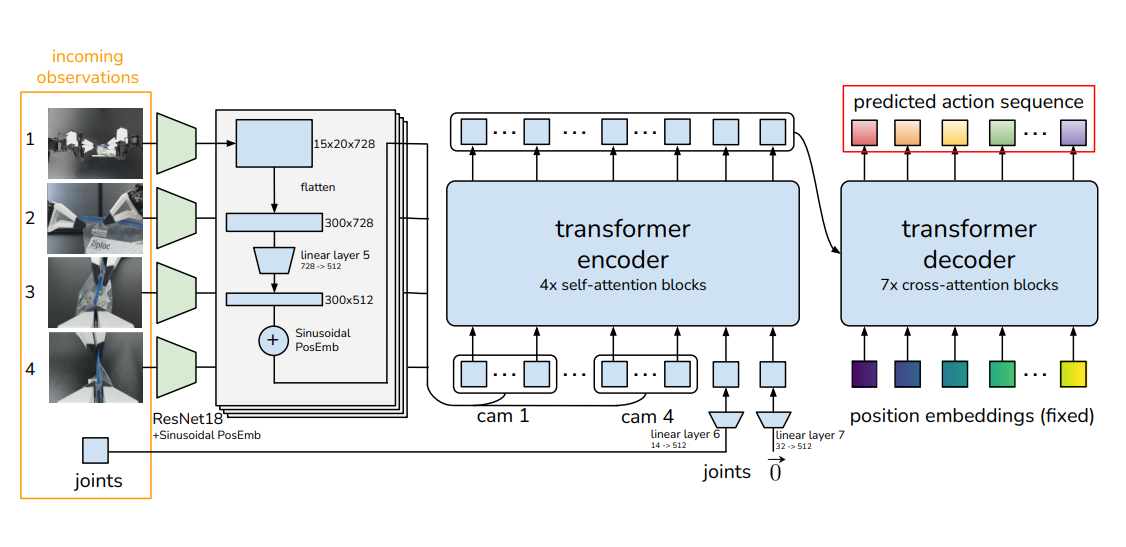 incoming
observations
1
2
3
4
Ziploc
joints
ResNet18
+Sinusoidal PosEmb
15x20x728
flatten
300x728
linear layer 5
728 -> 512
300x512
+
Sinusoidal
PosEmb
transformer
encoder
4x self-attention blocks
cam 1
cam 4
linear layer 6
14 -> 512
joints
linear layer 7
32 -> 512
0
predicted action sequence
transformer
decoder
7x cross-attention blocks
position embeddings (fixed)